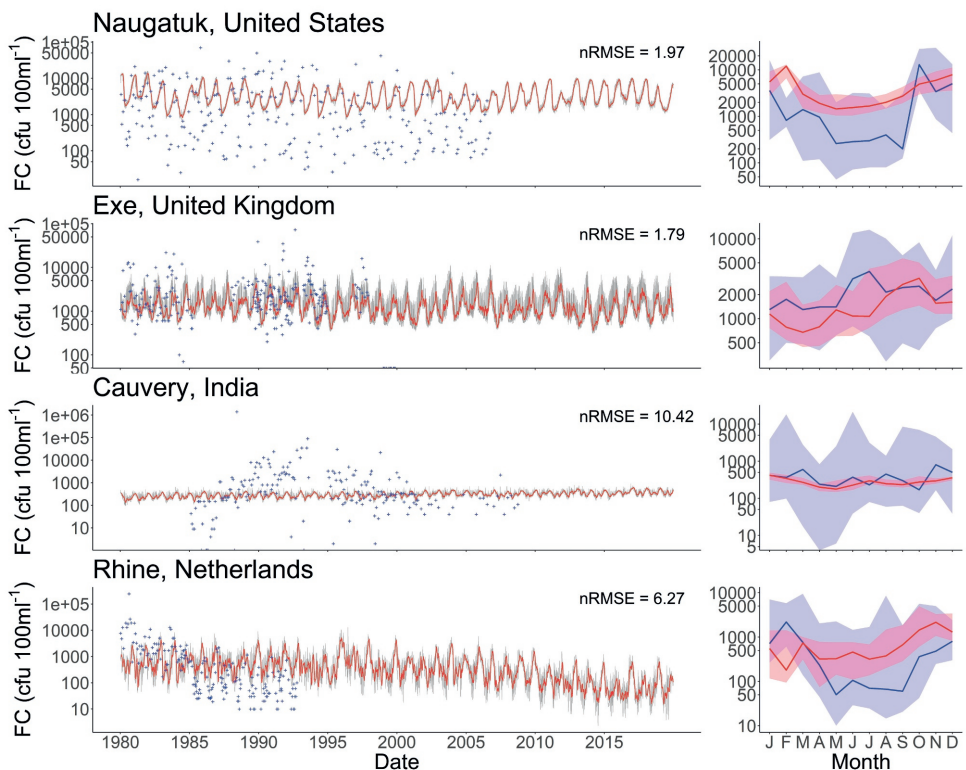 Naugatuk, United States
FC (cfu 100ml-1)
1e+05
50000
10000
5000
1000
500
100
50
nRMSE = 1.97
20000
10000
5000
2000
1000
500
200
100
50
Exe, United Kingdom
FC (cfu 100ml-1)
1e+05
50000
10000
5000
1000
500
100
50
nRMSE = 1.79
10000
5000
2000
1000
500
Cauvery, India
FC (cfu 100ml-1)
1e+06
1e+05
10000
1000
100
10
nRMSE = 10.42
10000
5000
1000
500
100
50
10
5
Rhine, Netherlands
FC (cfu 100ml-1)
1e+05
10000
1000
100
10
nRMSE = 6.27
10000
5000
1000
500
100
50
10
1980 1985 1990 1995 2000 2005 2010 2015
Date
J F M A M J J A S O N D
Month